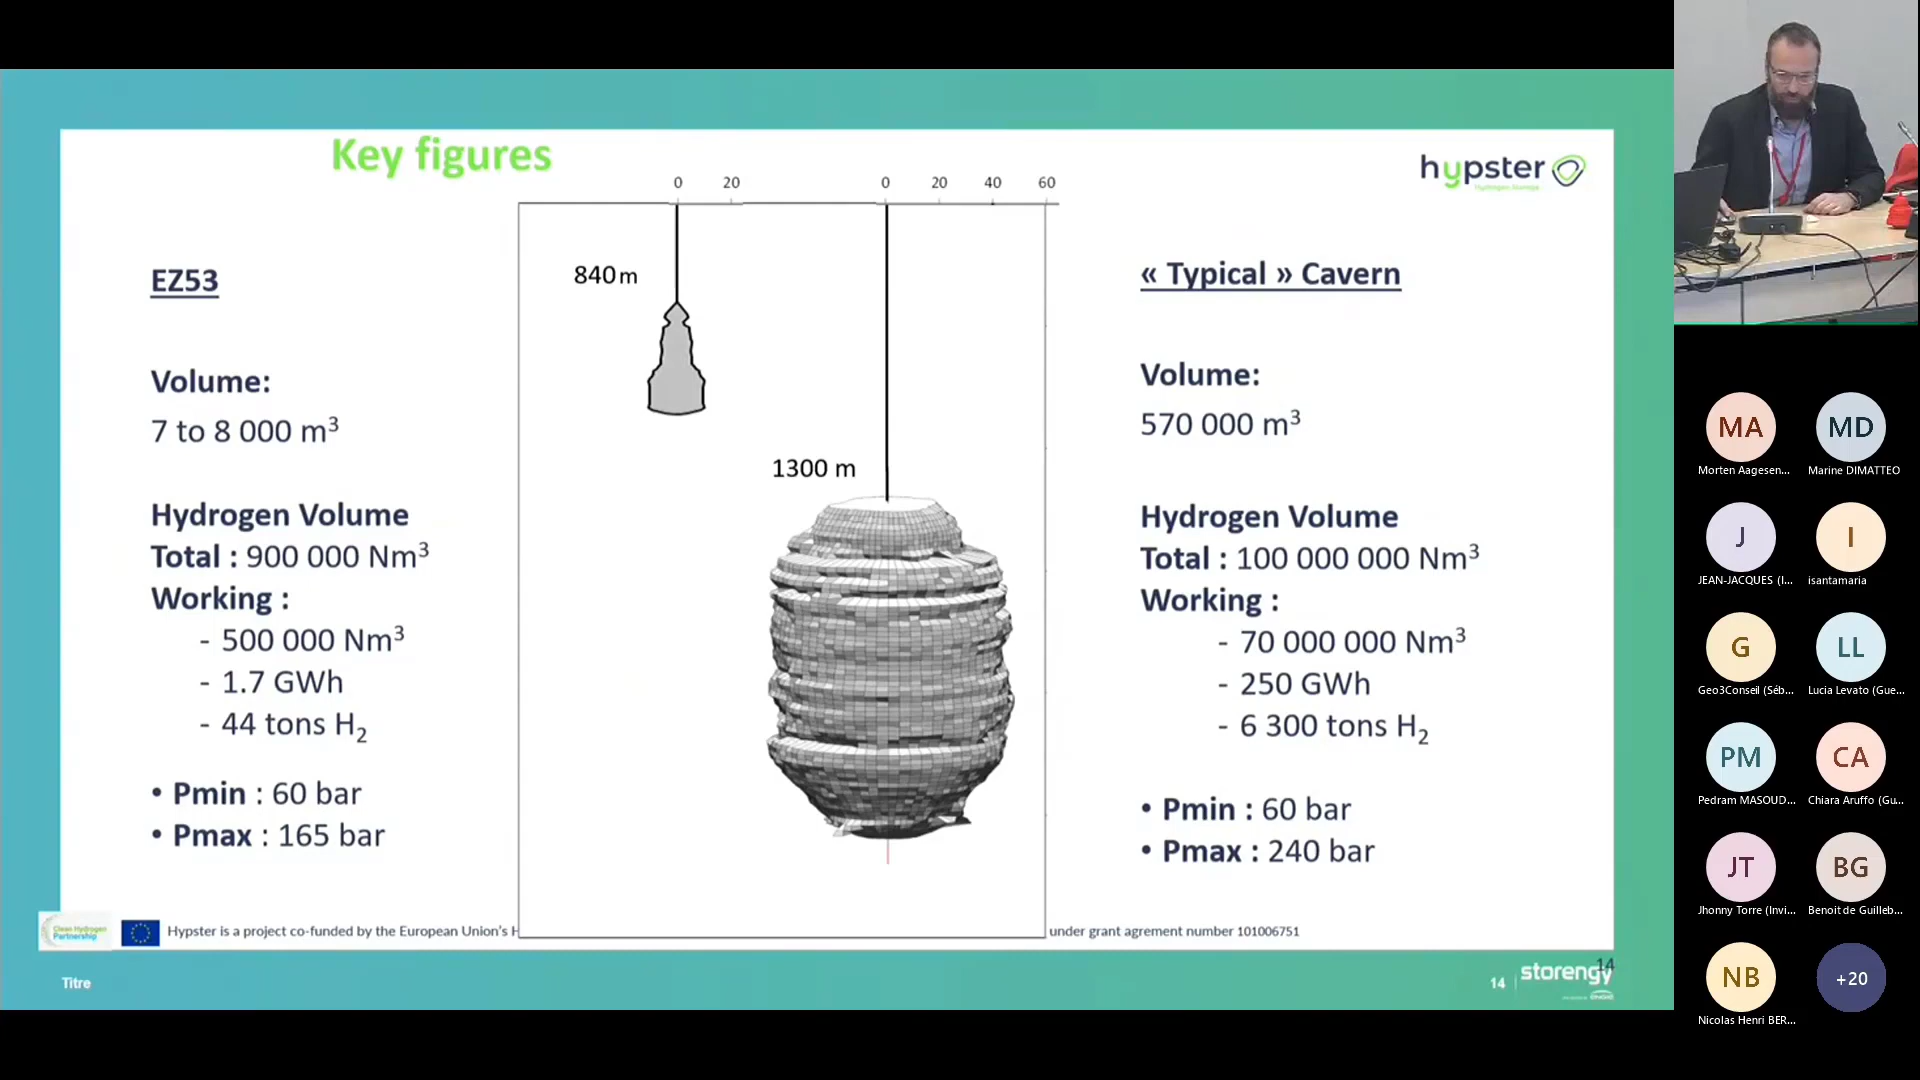 Key figures
hypster
0 20 0 20 40 60
EZ53
840m
« Typical » Cavern
Volume:
7 to 8 000 m³
Volume:
570 000 m³
1300 m
Hydrogen Volume
Total : 900 000 Nm³
Working :
- 500 000 Nm³
- 1.7 GWh
- 44 tons H₂
• Pmin : 60 bar
• Pmax : 165 bar
Hydrogen Volume
Total : 100 000 000 Nm³
Working :
- 70 000 000 Nm³
- 250 GWh
- 6 300 tons H₂
• Pmin : 60 bar
• Pmax : 240 bar
Clean Hydrogen
Partnership
Hypster is a project co-funded by the European Union's H
under grant agrement number 101006751
Titre
14
storengy
14
MA
Morten Aagesen...
MD
Marine DIMATTEO
J
JEAN-JACQUES (I...
I
isantamaria
G
Geo3Conseil (Séb...
LL
Lucia Levato (Gue...
PM
Pedram MASOUD...
CA
Chiara Aruffo (Gu...
JT
Jhonny Torre (Invi...
BG
Benoit de Guilleb...
NB
Nicolas Henri BER...
+20